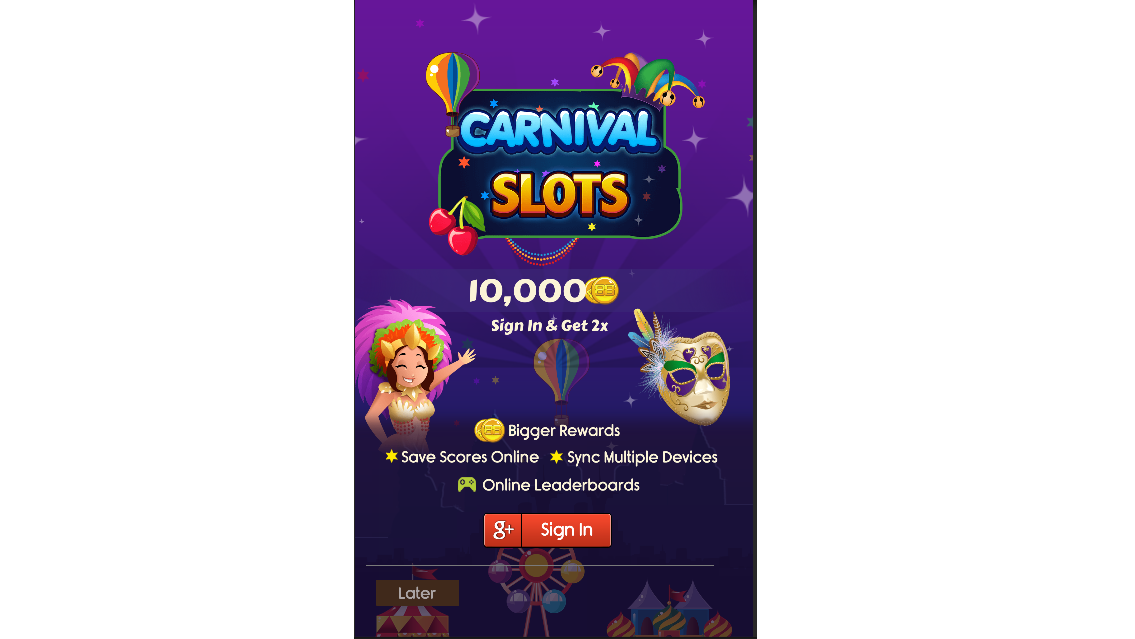 CARNIVAL
SLOTS
10,000
Sign In & Get 2x
Bigger Rewards
Save Scores Online Sync Multiple Devices
Online Leaderboards
g+ Sign In
Later